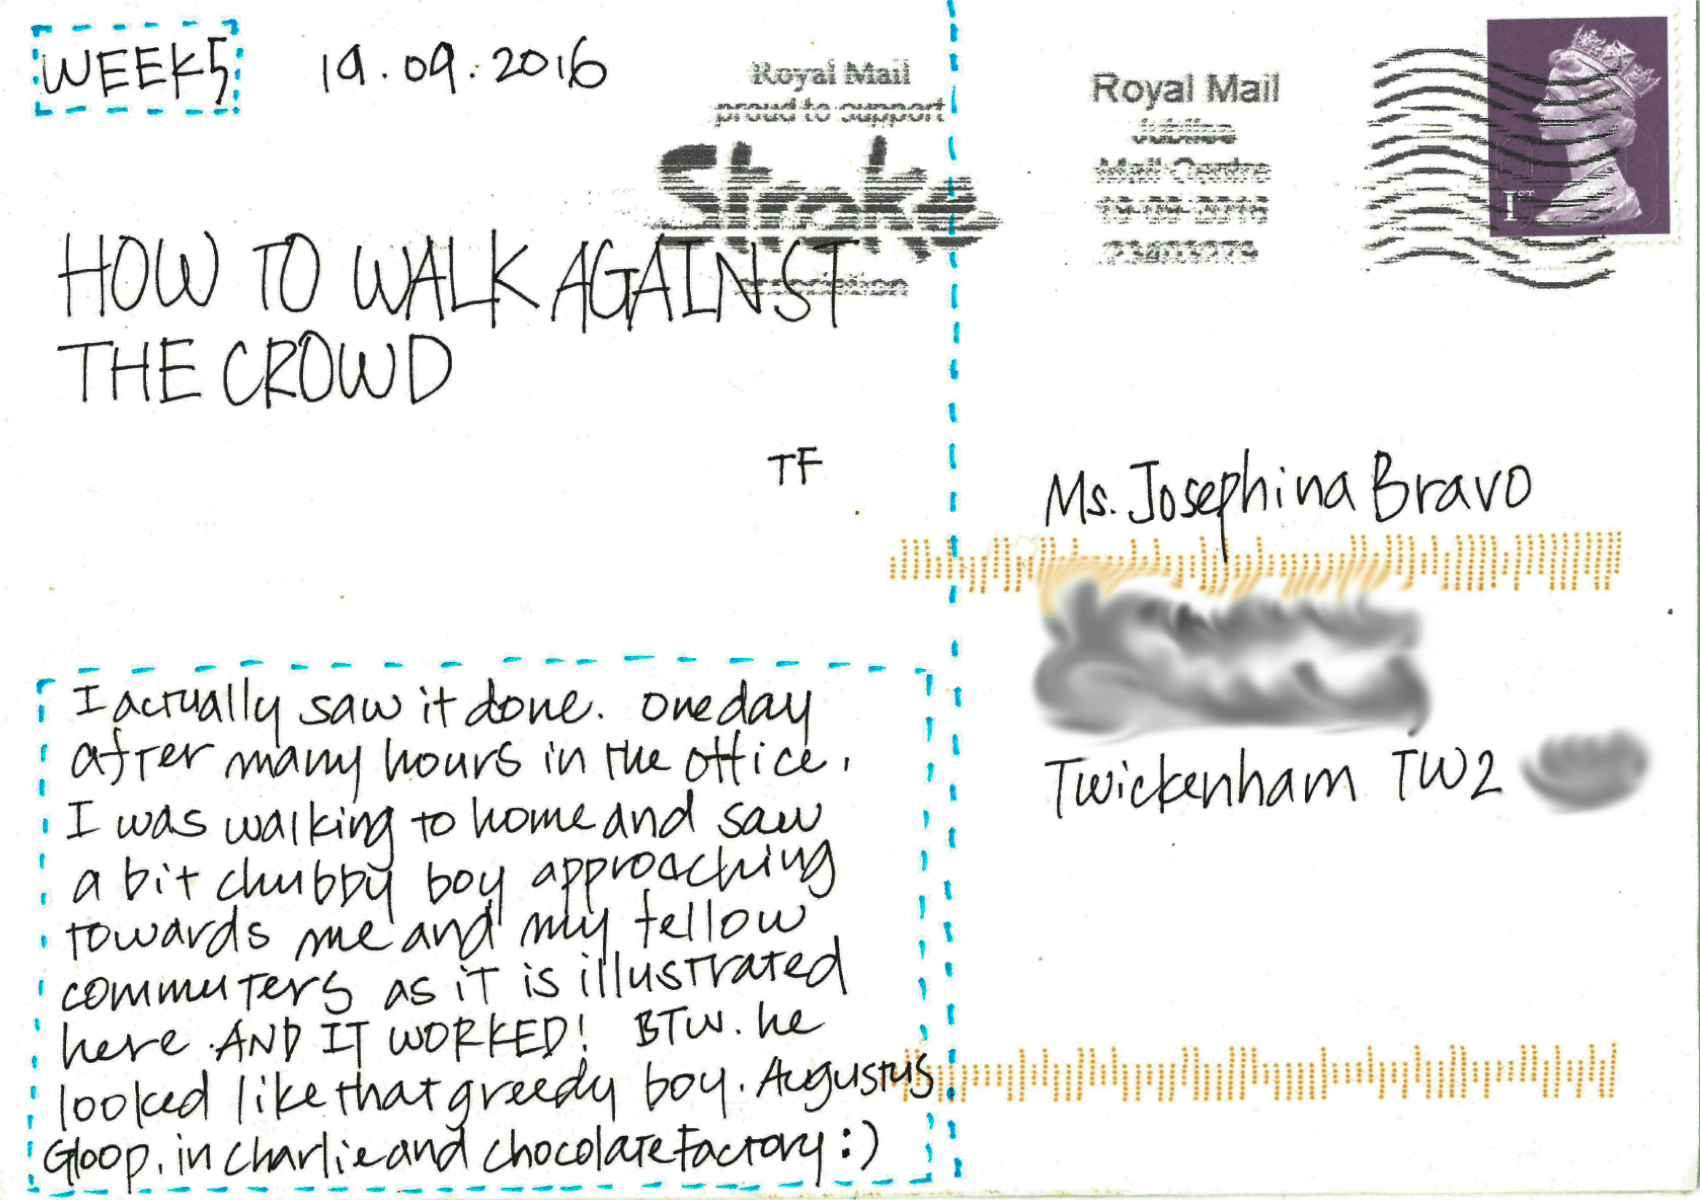 WEEK5
19.09.2016
Royal Mail
proud to support
Stroke
Association
Royal Mail
Jubilee
Mail Centre
19-09-2016
1ST
HOW TO WALK AGAINST
THE CROWD
TF
Ms. Josephina Bravo
Twickenham TW2
I actually saw it done. One day
after many hours in the office,
I was walking to home and saw
a bit chubby boy approaching
towards me and my fellow
commuters as it is illustrated
here. AND IT WORKED! BTW. he
looked like that greedy boy. Augustus
Gloop, in Charlie and chocolate factory :)